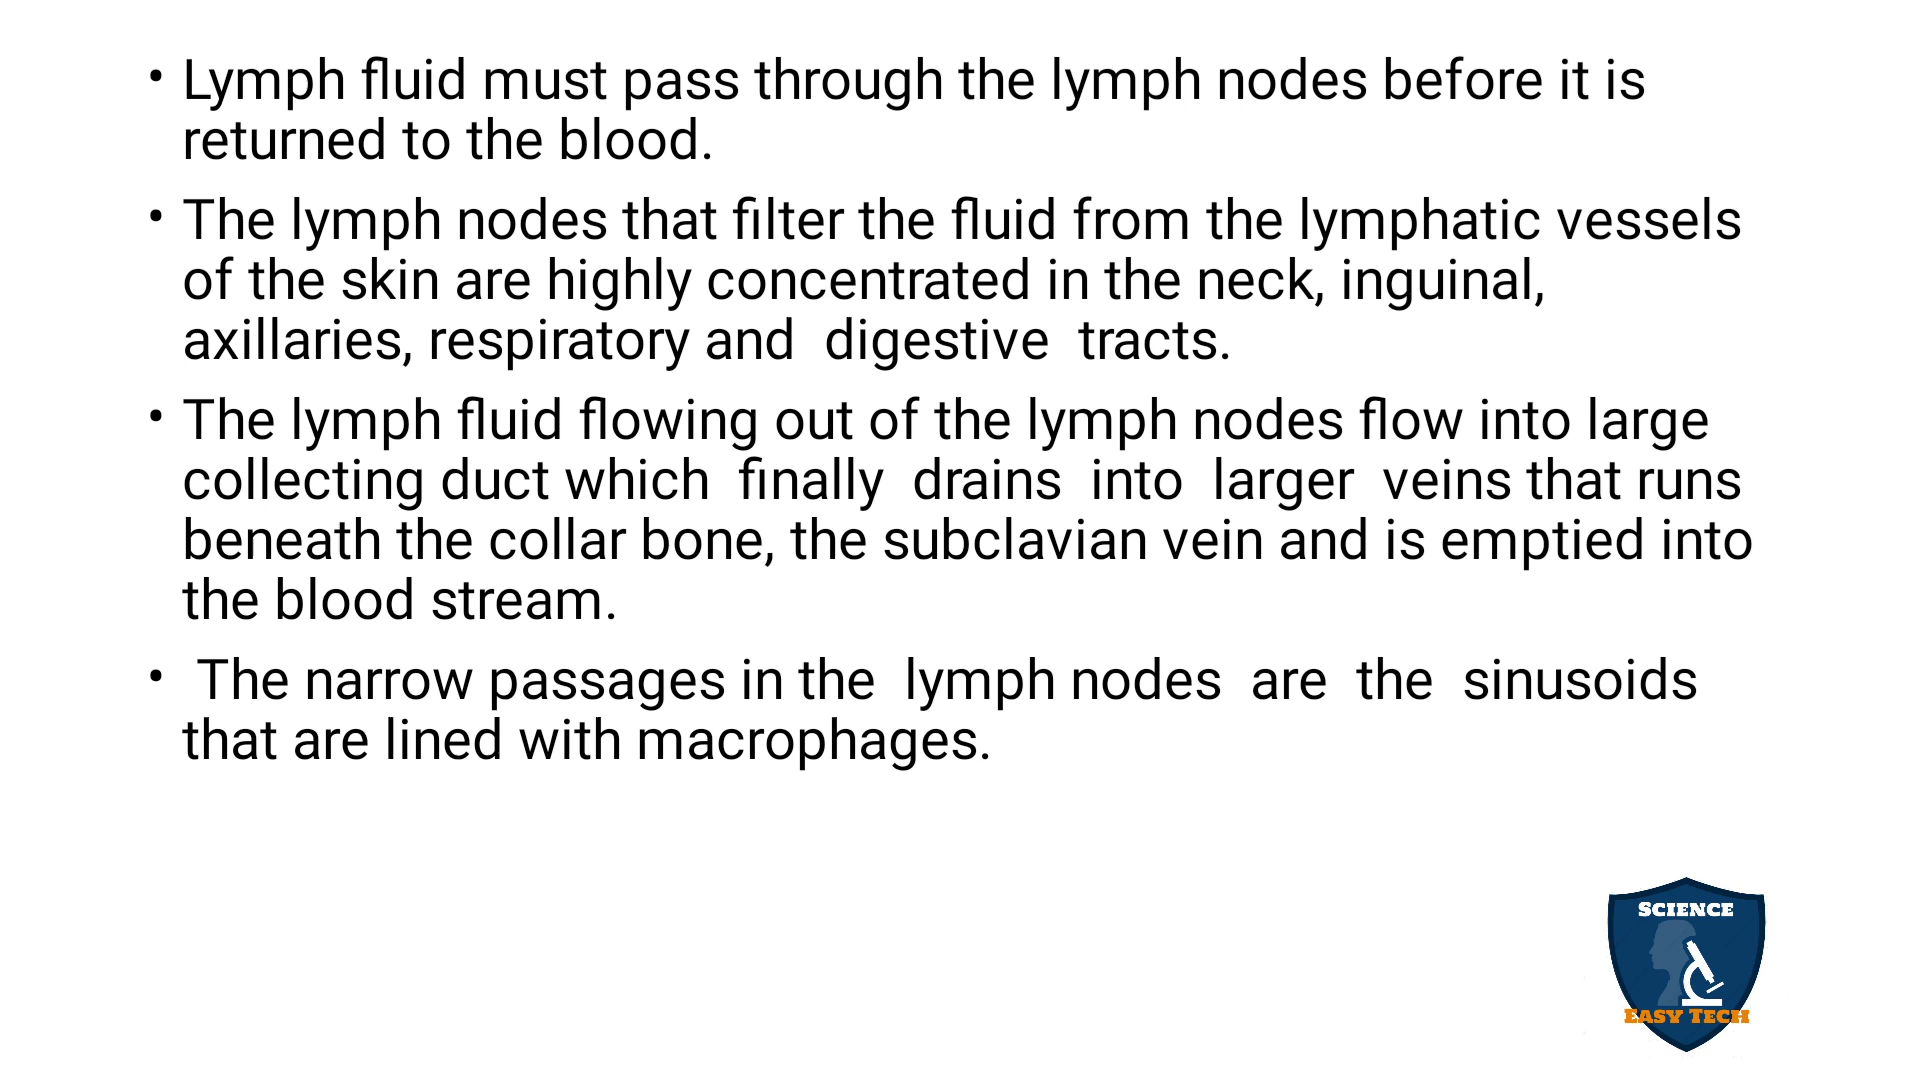 • Lymph fluid must pass through the lymph nodes before it is
returned to the blood.
• The lymph nodes that filter the fluid from the lymphatic vessels
of the skin are highly concentrated in the neck, inguinal,
axillaries, respiratory and  digestive  tracts.
• The lymph fluid flowing out of the lymph nodes flow into large
collecting duct which  finally  drains  into  larger  veins that runs
beneath the collar bone, the subclavian vein and is emptied into
the blood stream.
•  The narrow passages in the  lymph nodes  are  the  sinusoids
that are lined with macrophages.
SCIENCE
EASY TECH